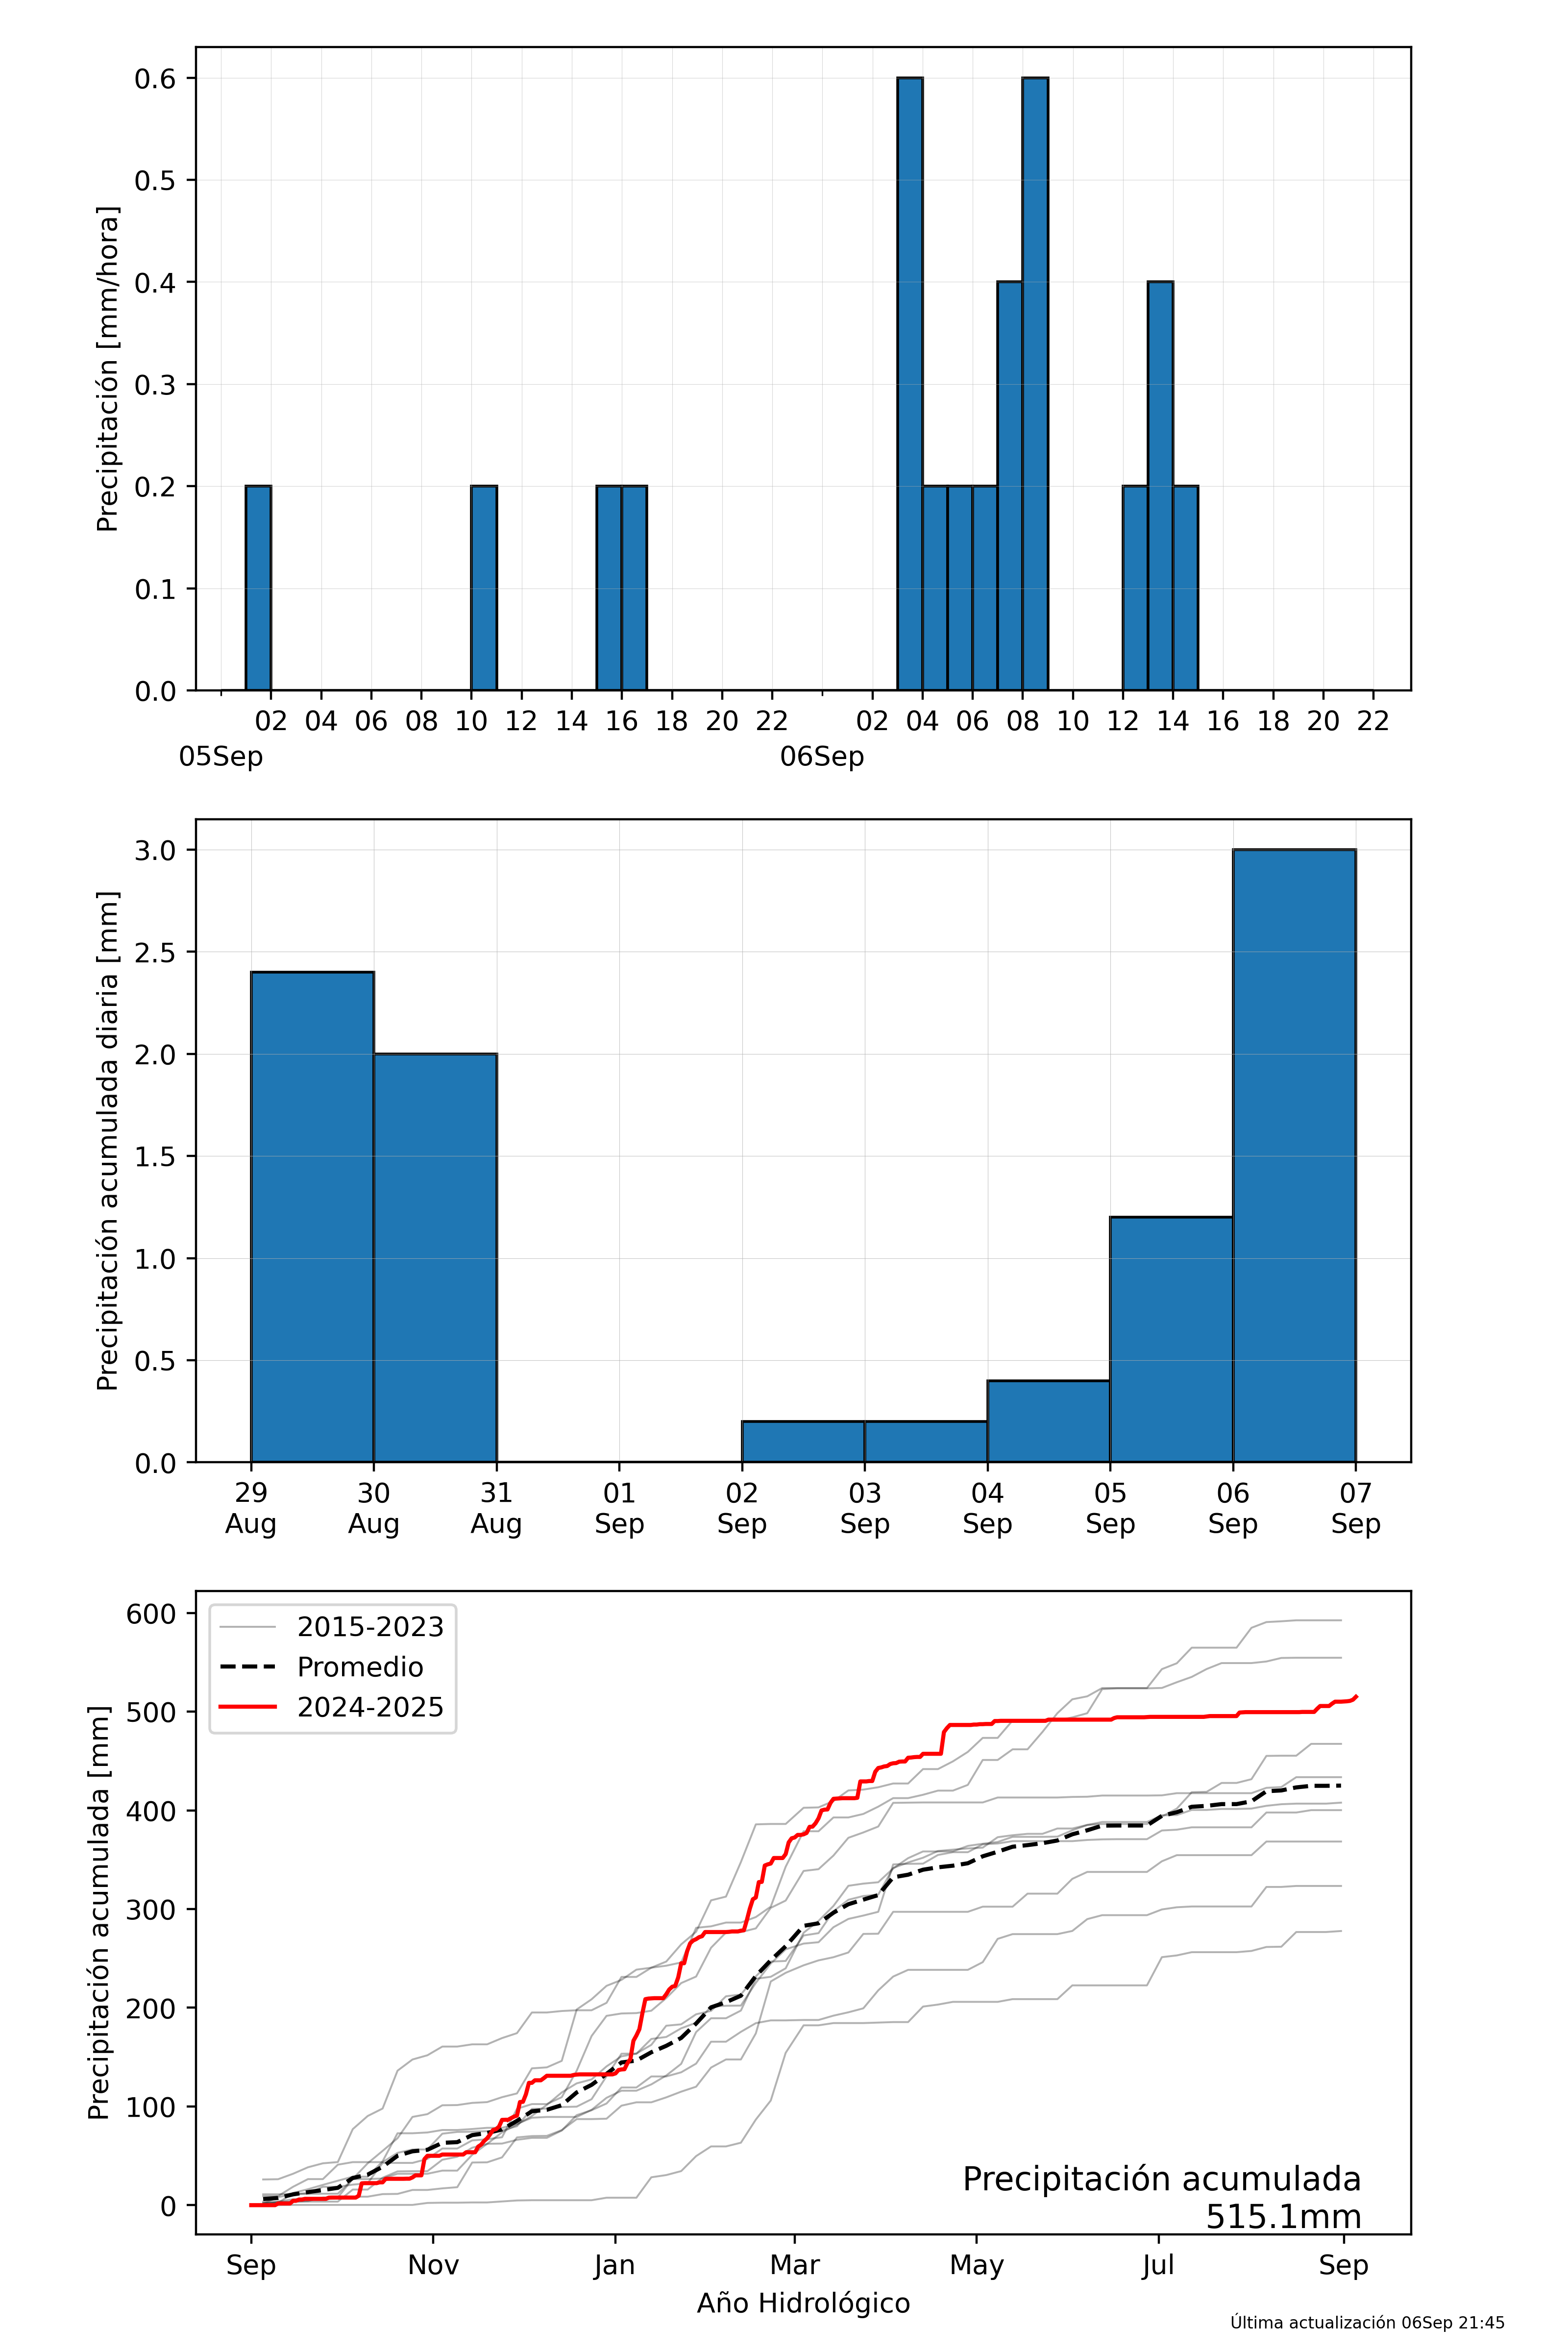 Precipitación [mm/hora]
0.6
0.5
0.4
0.3
0.2
0.1
0.0
02 04 06 08 10 12 14 16 18 20 22 02 04 06 08 10 12 14 16 18 20 22
05Sep 06Sep
Precipitación acumulada diaria [mm]
3.0
2.5
2.0
1.5
1.0
0.5
0.0
29 30 31 01 02 03 04 05 06 07
Aug Aug Aug Sep Sep Sep Sep Sep Sep Sep
Precipitación acumulada [mm]
600
500
400
300
200
100
0
2015-2023
Promedio
2024-2025
Precipitación acumulada
515.1mm
Sep Nov Jan Mar May Jul Sep
Año Hidrológico
Última actualización 06Sep 21:45